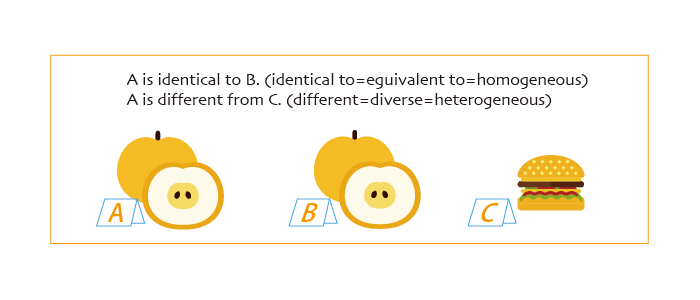 A is identical to B. (identical to=eguivalent to=homogeneous)
A is different from C. (different=diverse=heterogeneous)
A B C